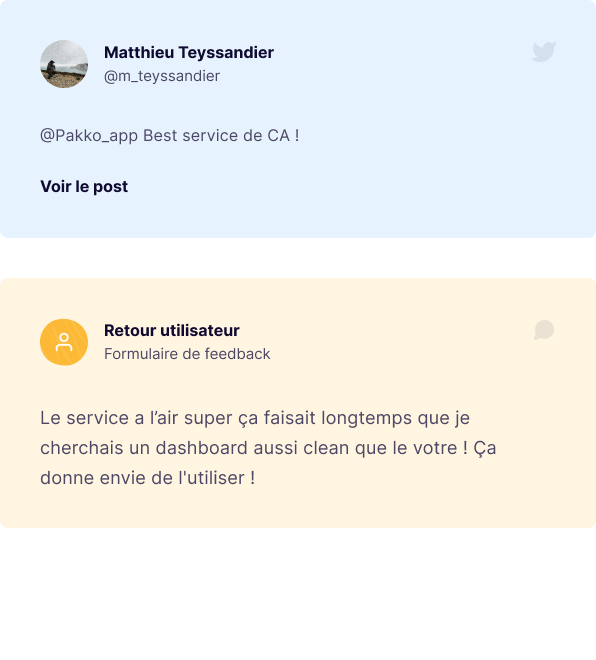 Matthieu Teyssandier
@m_teyssandier
@Pakko_app Best service de CA !
Voir le post
Retour utilisateur
Formulaire de feedback
Le service a l’air super ça faisait longtemps que je
cherchais un dashboard aussi clean que le votre ! Ça
donne envie de l'utiliser !